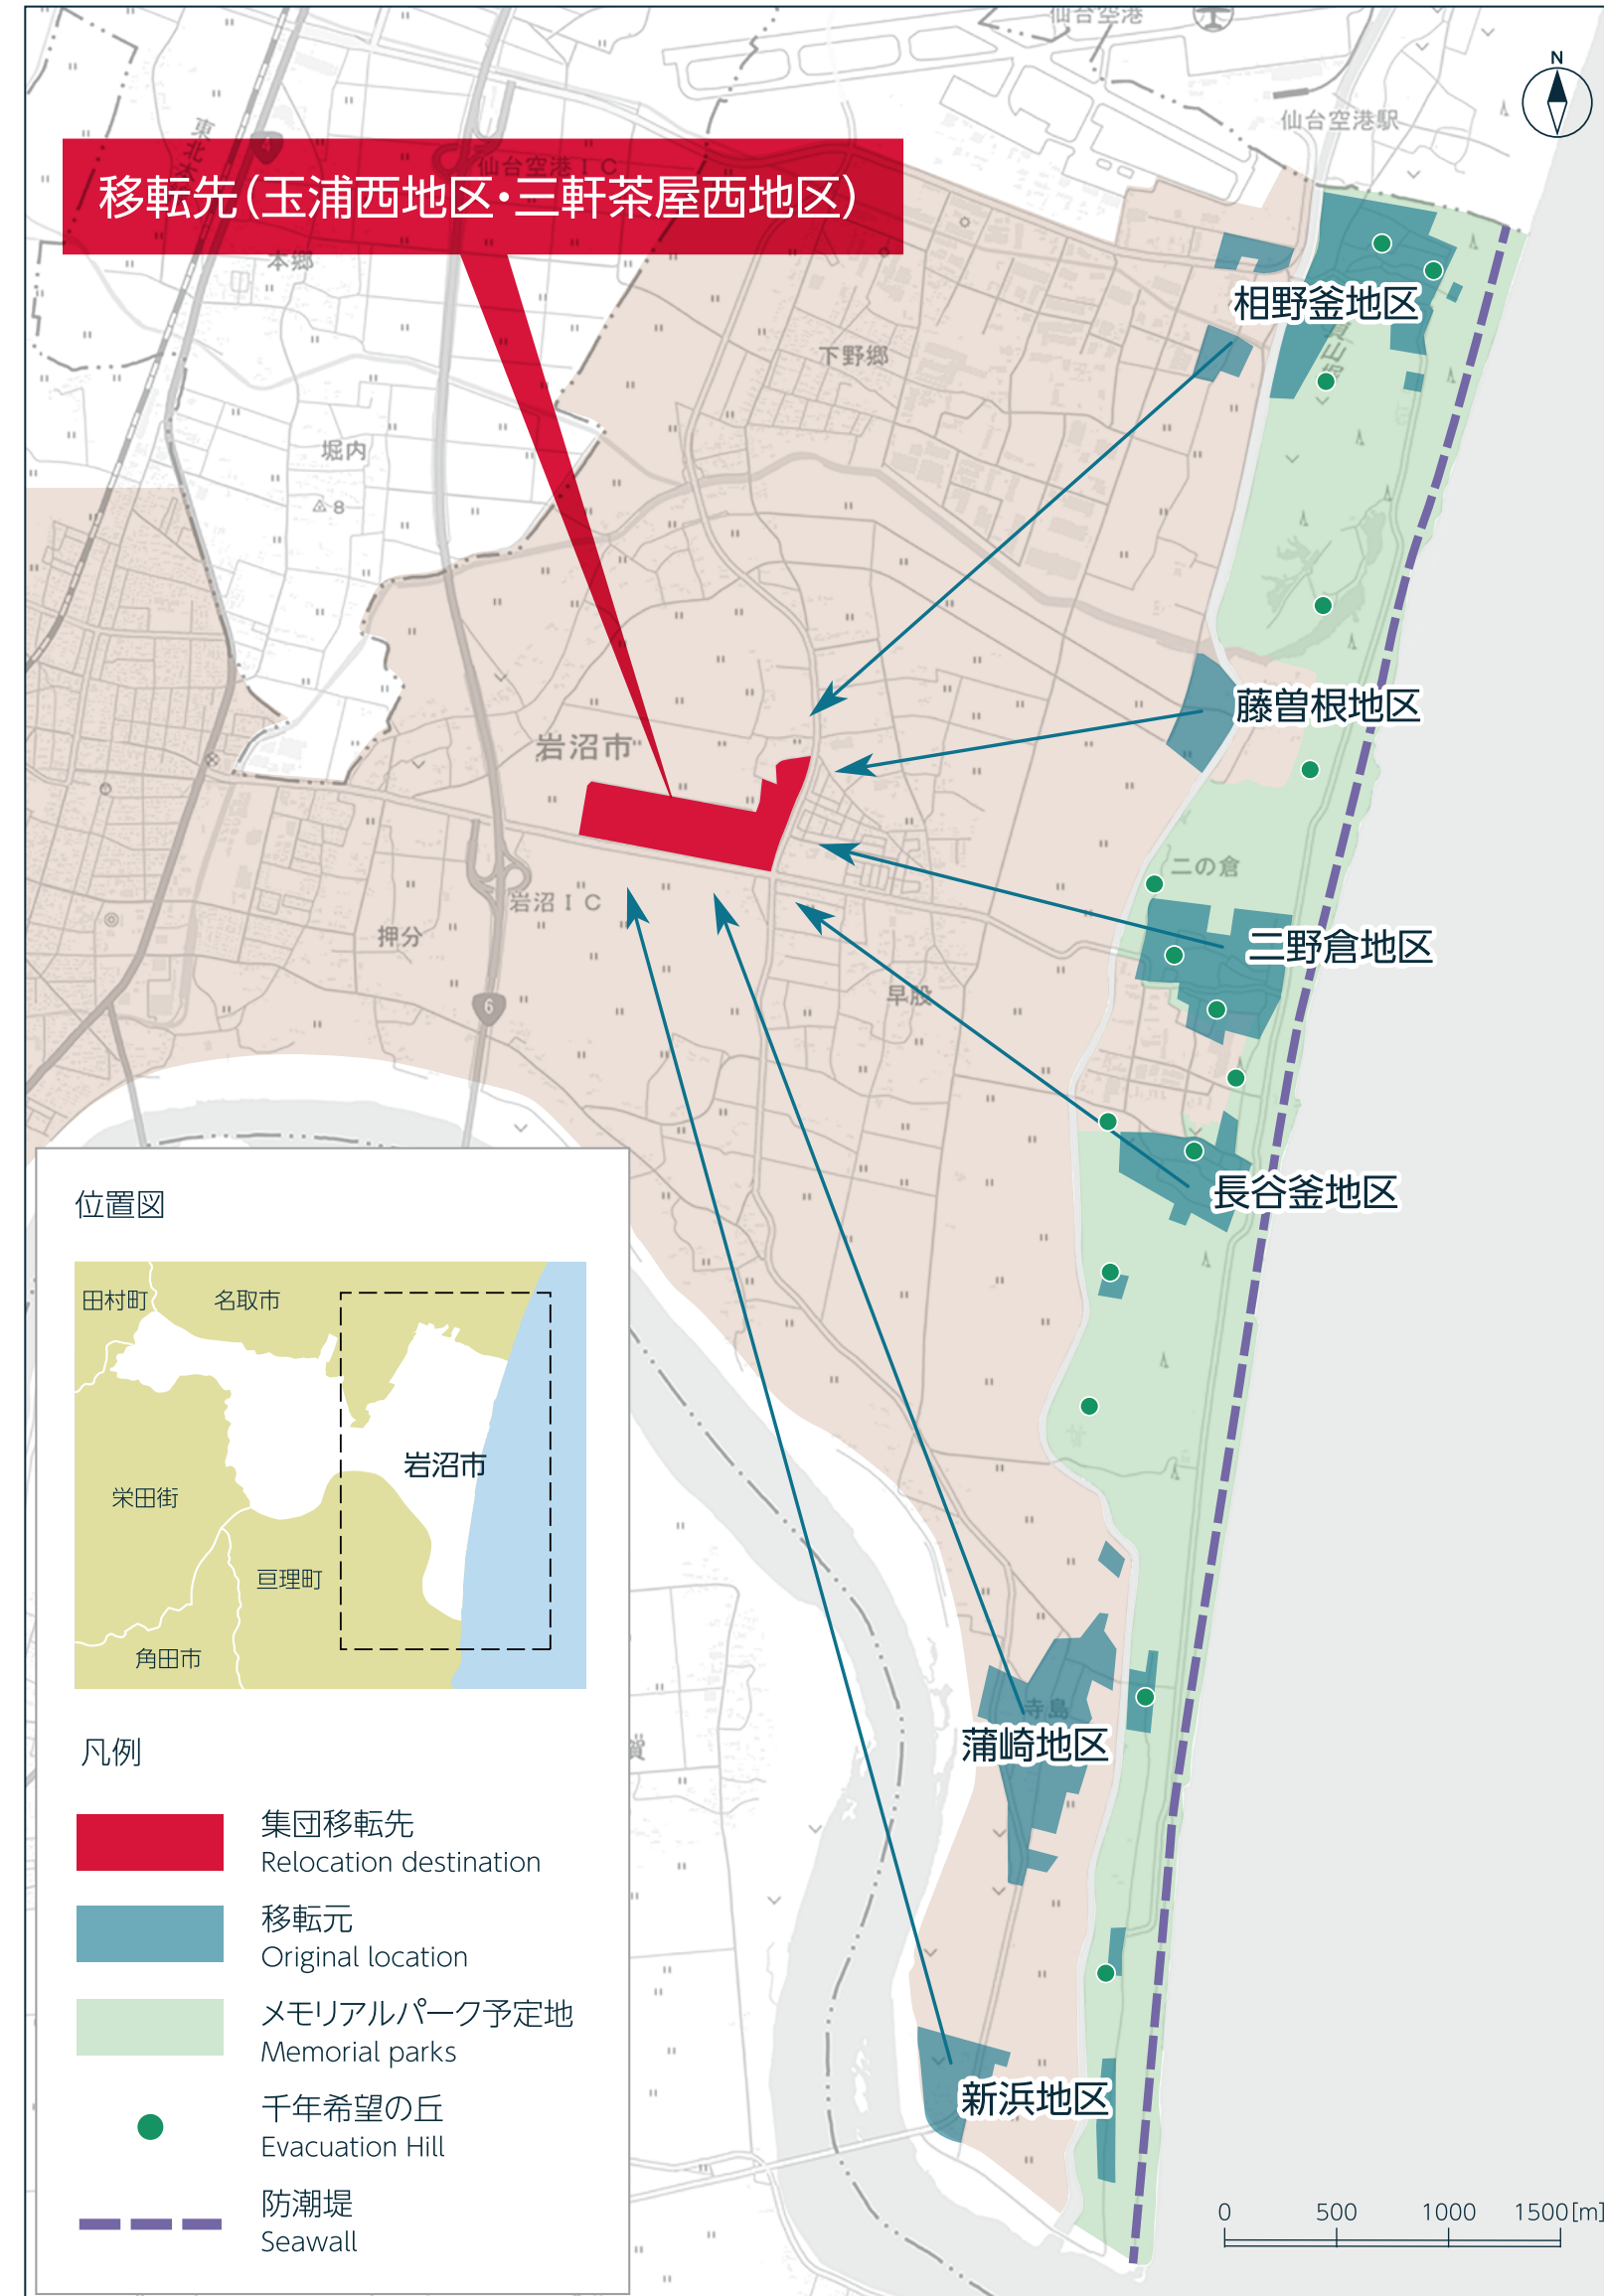 仙台空港
N
仙台空港駅
4
仙台空港IC
移転先(玉浦西地区・三軒茶屋西地区)
本郷
相野釜地区
下野郷
堀内
8
藤曽根地区
岩沼市
二の倉
岩沼IC
押分
二野倉地区
早股
6
長谷釜地区
位置図
田村町
名取市
岩沼市
栄田街
亘理町
角田市
寺島
蒲崎地区
凡例
集団移転先
Relocation destination
移転元
Original location
メモリアルパーク予定地
Memorial parks
千年希望の丘
Evacuation Hill
防潮堤
Seawall
新浜地区
0 500 1000 1500[m]